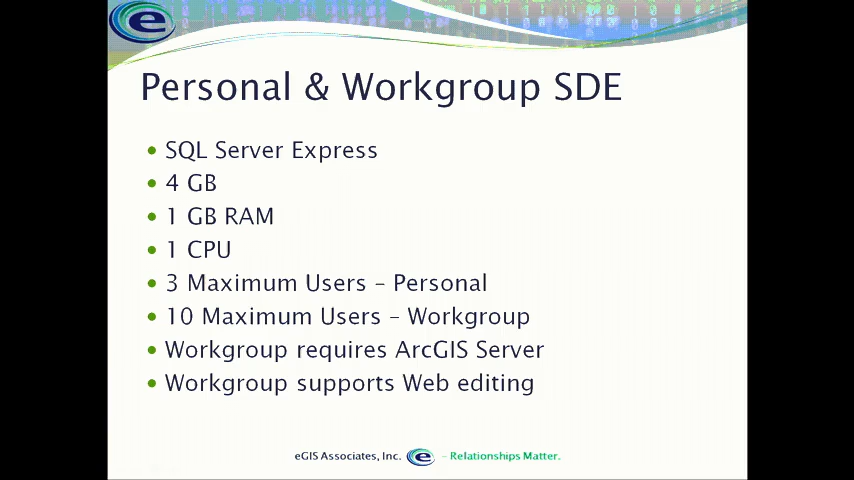 Personal & Workgroup SDE
• SQL Server Express
• 4 GB
• 1 GB RAM
• 1 CPU
• 3 Maximum Users – Personal
• 10 Maximum Users – Workgroup
• Workgroup requires ArcGIS Server
• Workgroup supports Web editing
eGIS Associates, Inc. e – Relationships Matter.